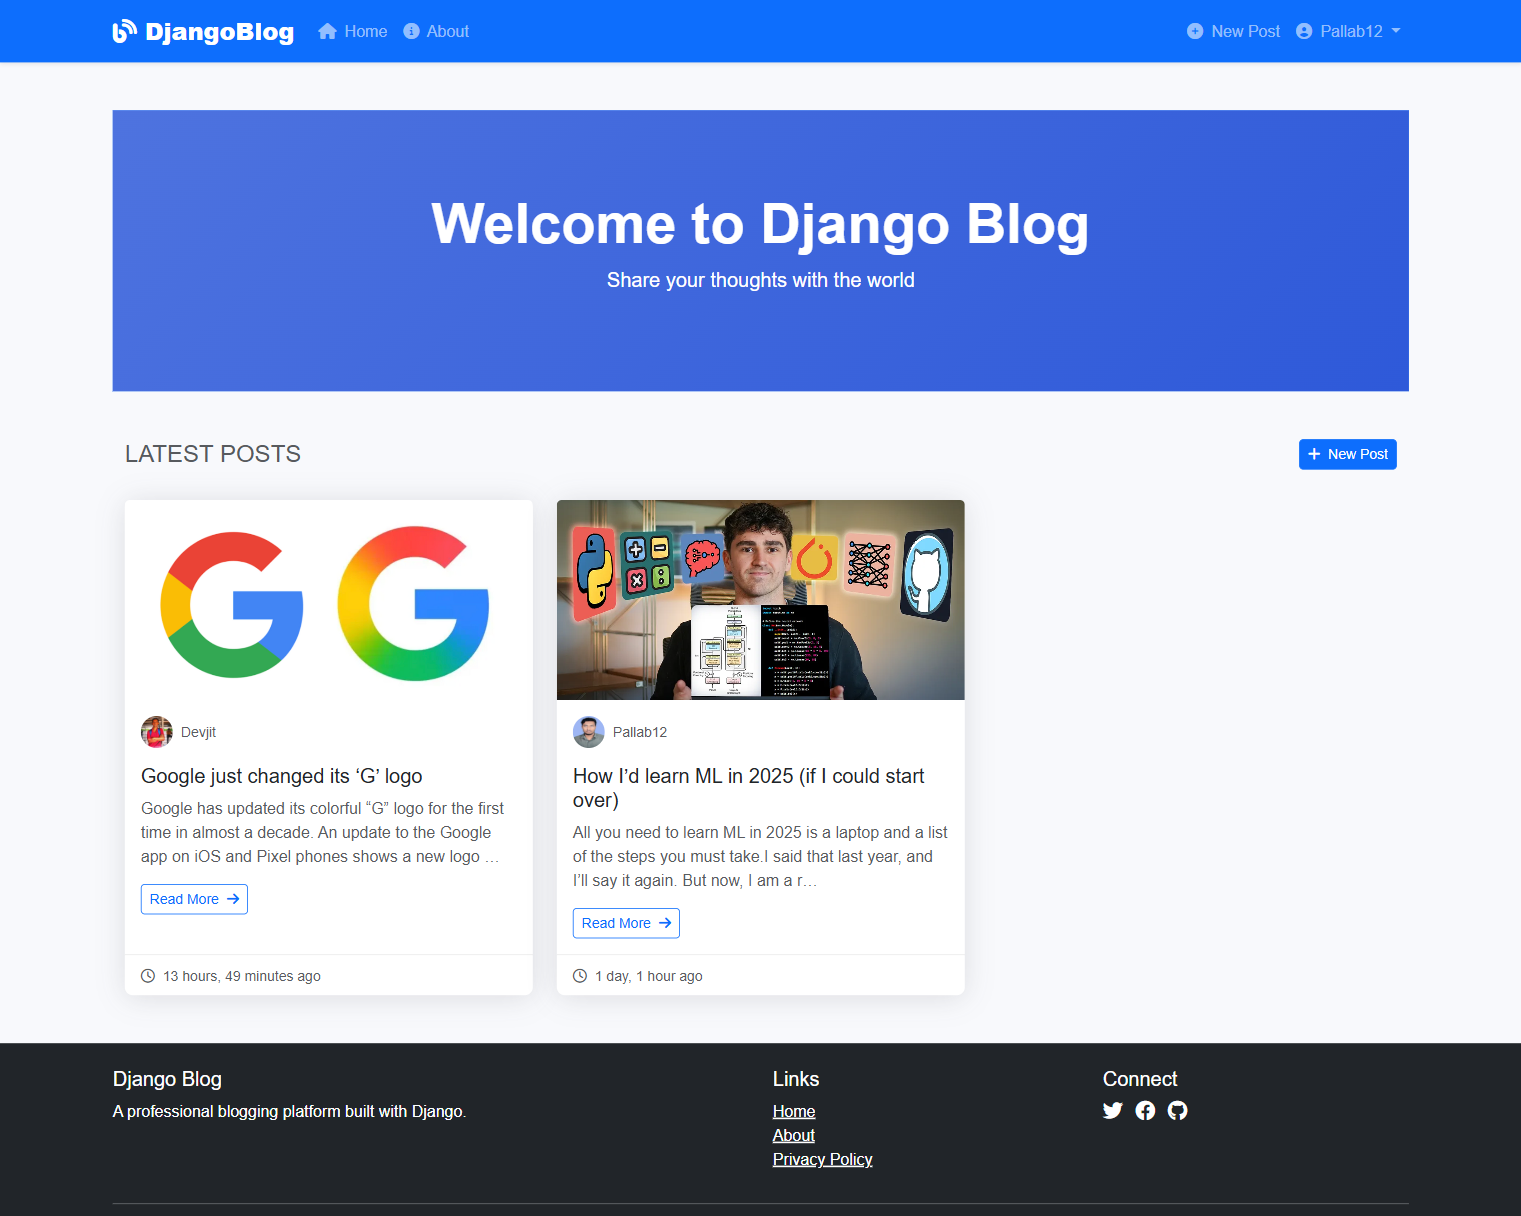 DjangoBlog Home About New Post Pallab12
Welcome to Django Blog
Share your thoughts with the world
LATEST POSTS
New Post
Devjit
Google just changed its ‘G’ logo
Google has updated its colorful “G” logo for the first
time in almost a decade. An update to the Google
app on iOS and Pixel phones shows a new logo …
Read More
13 hours, 49 minutes ago
Pallab12
How I’d learn ML in 2025 (if I could start
over)
All you need to learn ML in 2025 is a laptop and a list
of the steps you must take.I said that last year, and
I’ll say it again. But now, I am a r…
Read More
1 day, 1 hour ago
Django Blog
A professional blogging platform built with Django.
Links
Home
About
Privacy Policy
Connect